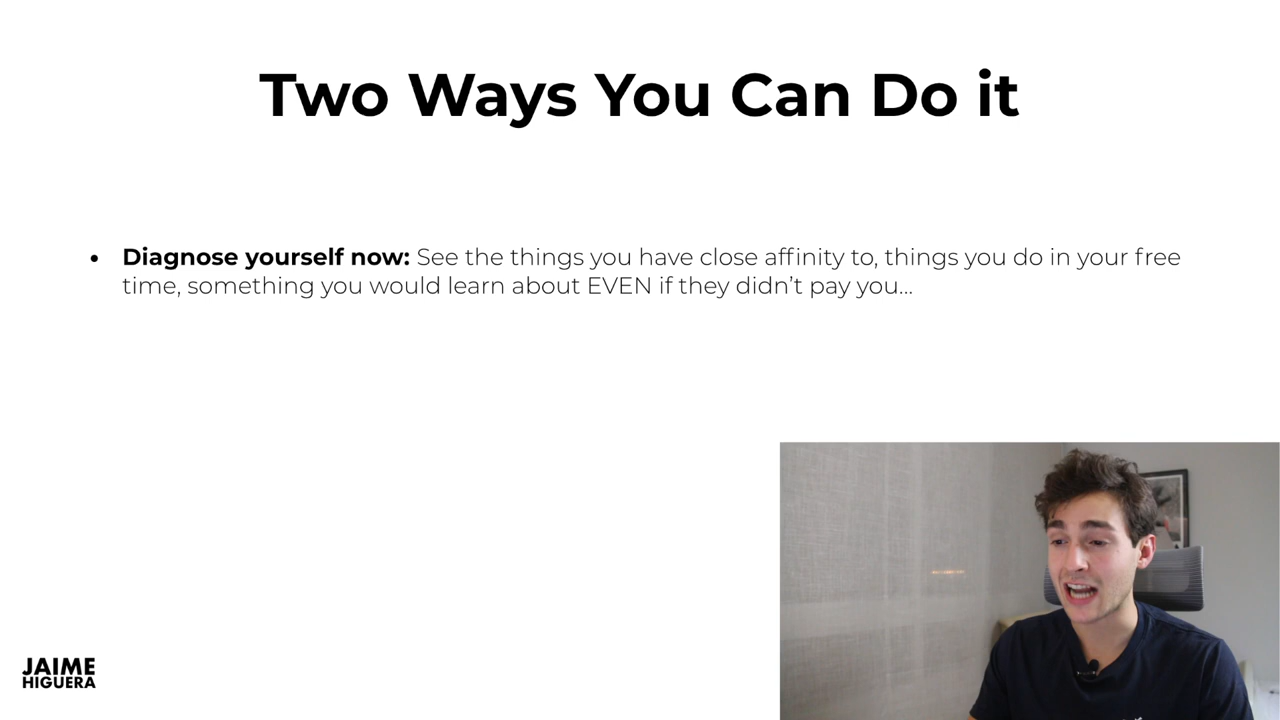 Two Ways You Can Do it
• Diagnose yourself now: See the things you have close affinity to, things you do in your free
time, something you would learn about EVEN if they didn’t pay you...
JAIME
HIGUERA